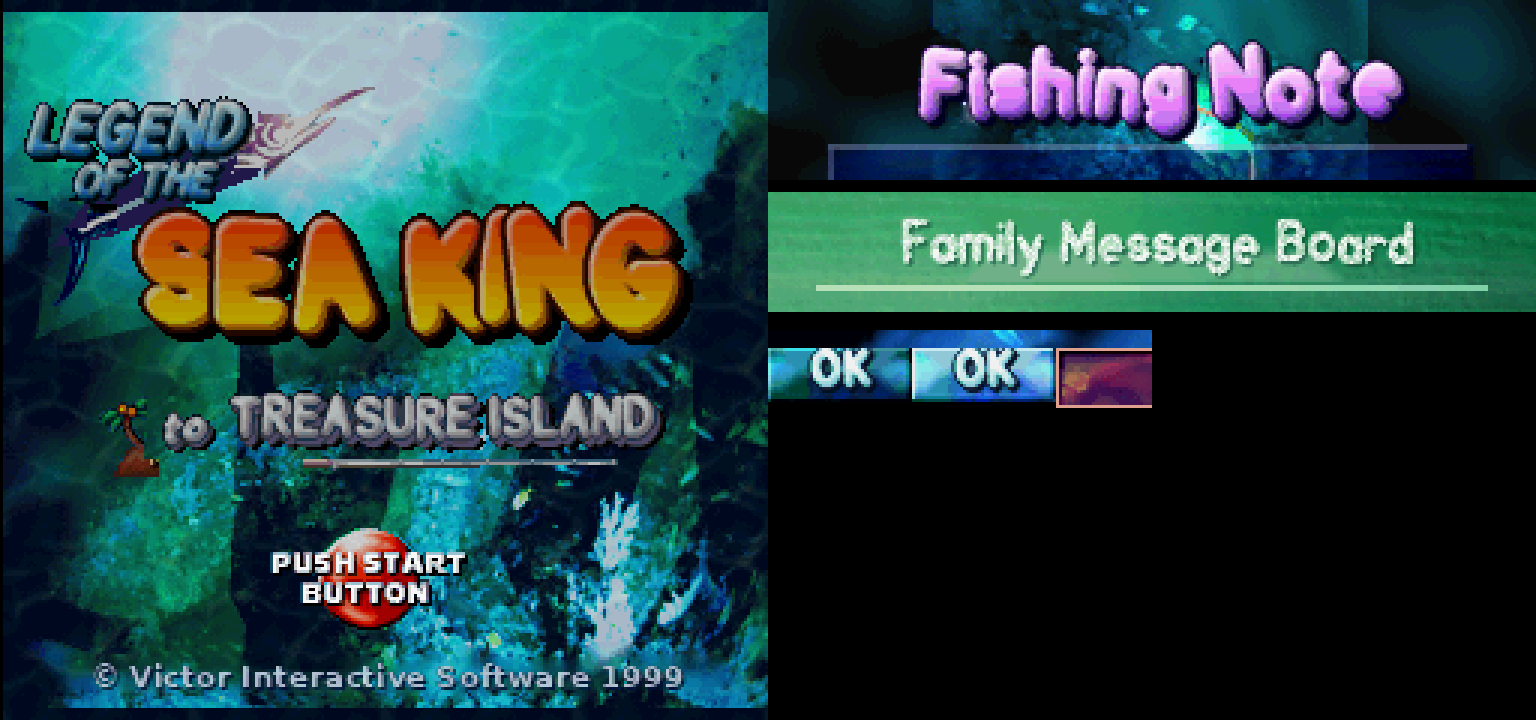 LEGEND
OF THE
SEA KING
to TREASURE ISLAND
PUSH START
BUTTON
© Victor Interactive Software 1999
Fishing Note
Family Message Board
OK OK